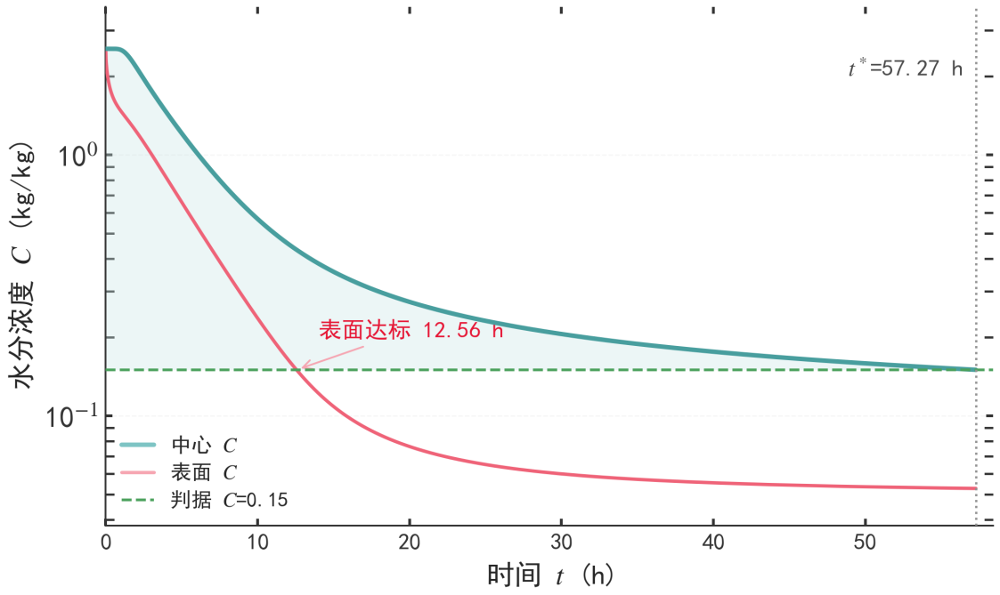 t*=57.27 h
水分浓度 C (kg/kg)
10⁰
10⁻¹
表面达标 12.56 h
中心 C
表面 C
判据 C=0.15
0 10 20 30 40 50
时间 t (h)